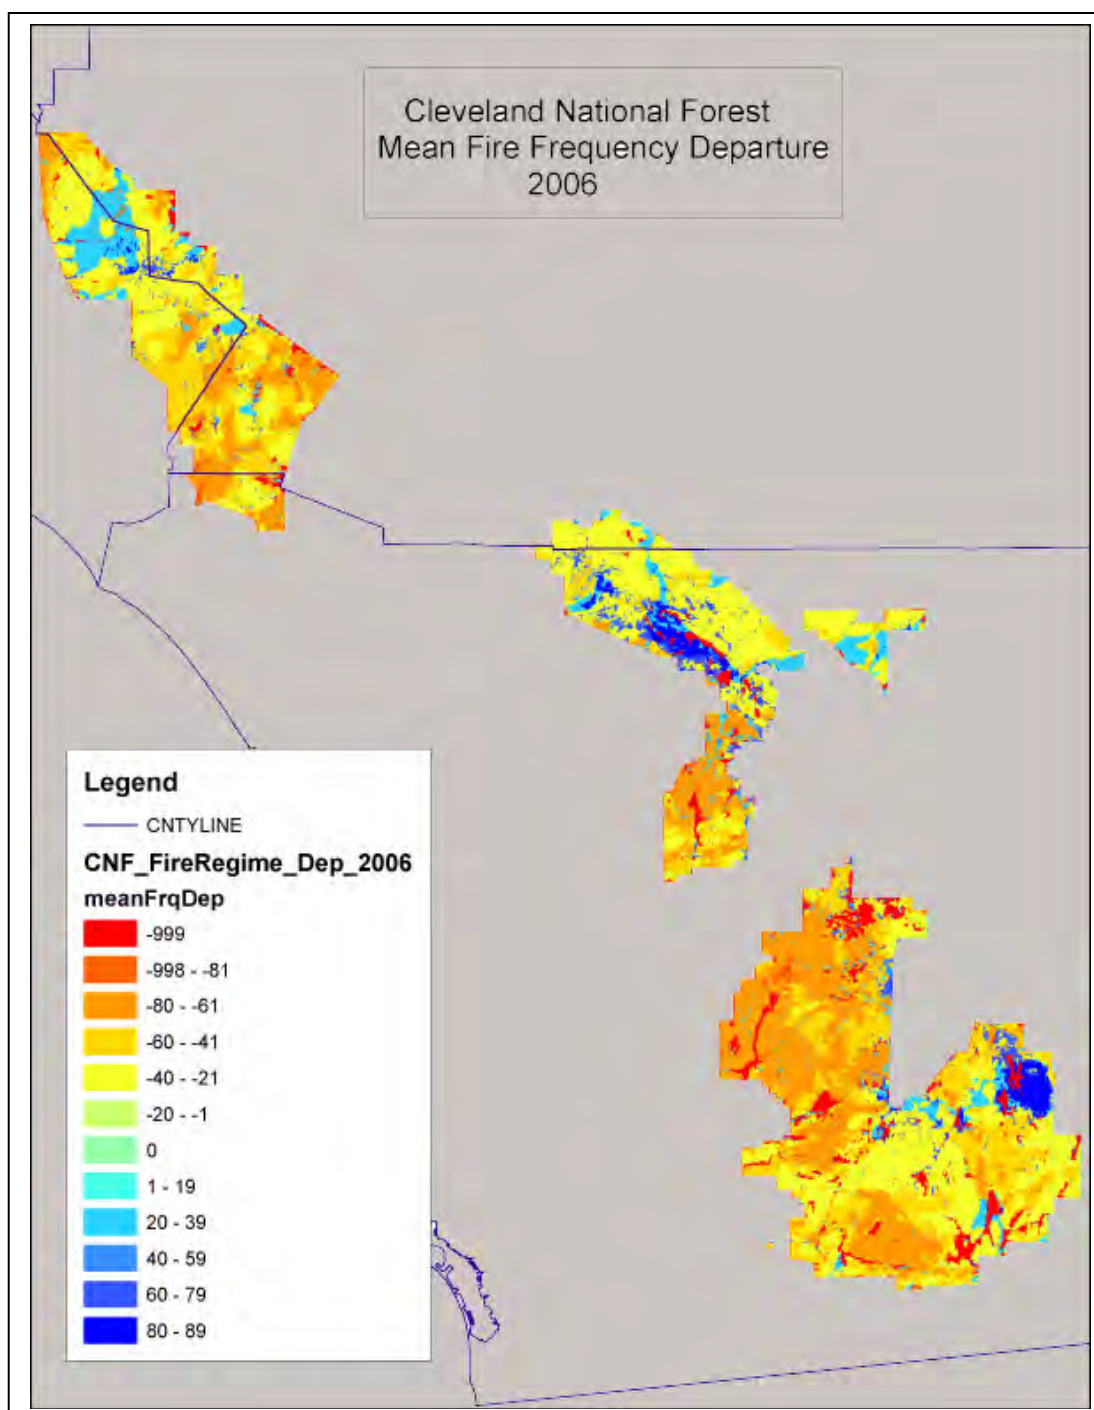 Cleveland National Forest
Mean Fire Frequency Departure
2006
Legend
CNTYLINE
CNF_FireRegime_Dep_2006
meanFrqDep
-999
-998 - -81
-80 - -61
-60 - -41
-40 - -21
-20 - -1
0
1 - 19
20 - 39
40 - 59
60 - 79
80 - 89